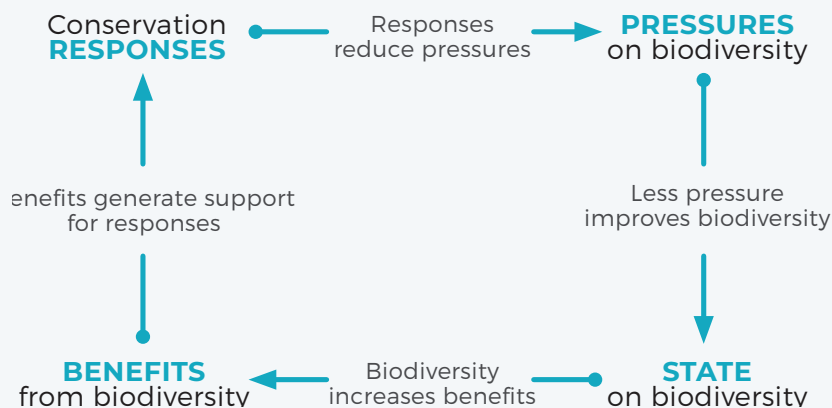 Conservation
RESPONSES
Responses
reduce pressures
PRESSURES
on biodiversity
enefits generate support
for responses
Less pressure
improves biodiversity
BENEFITS
from biodiversity
Biodiversity
increases benefits
STATE
on biodiversity